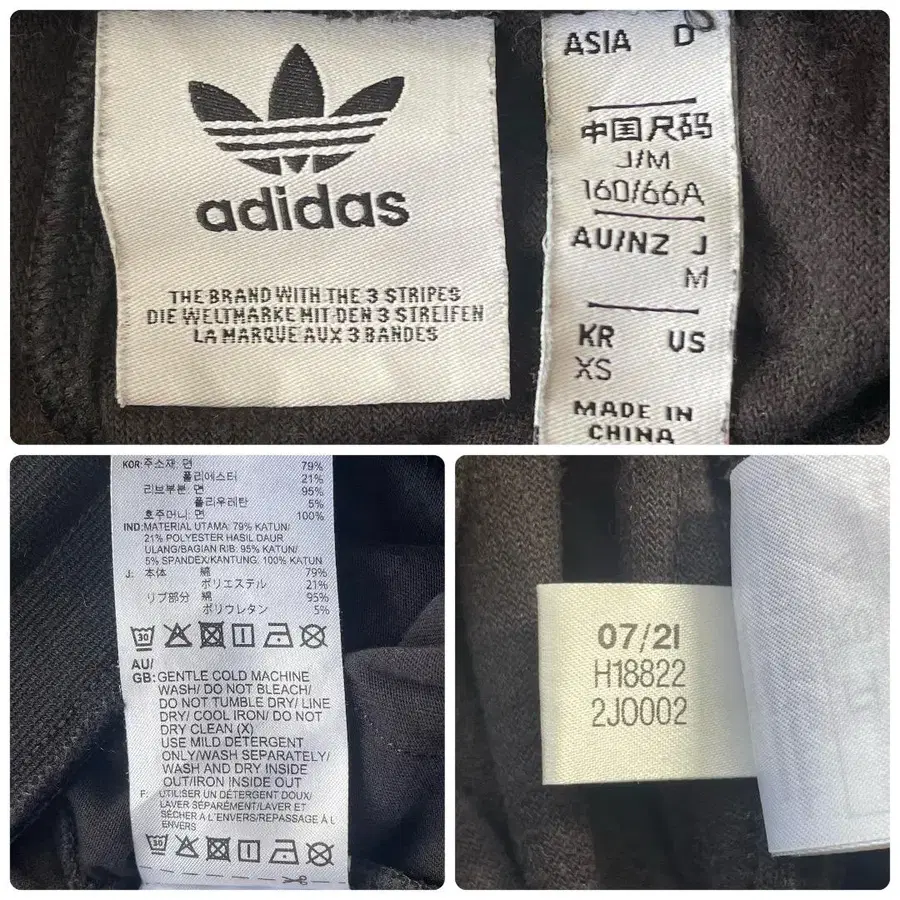 adidas
THE BRAND WITH THE 3 STRIPES
DIE WELTMARKE MIT DEN 3 STREIFEN
LA MARQUE AUX 3 BANDES
ASIA D
中国尺码
J/M
160/66A
AU/NZ J
M
KR US
XS
MADE IN
CHINA
KOR: 주소재: 면 79%
폴리에스터 21%
리브부분: 면 95%
폴리우레탄 5%
호주머니: 면 100%
IND: MATERIAL UTAMA: 79% KATUN/
21% POLYESTER HASIL DAUR
ULANG/BAGIAN RIB: 95% KATUN/
5% SPANDEX/KANTUNG: 100% KATUN
J: 本体 綿 79%
ポリエステル 21%
リブ部分 綿 95%
ポリウレタン 5%
30
AU/
GB: GENTLE COLD MACHINE
WASH/ DO NOT BLEACH/
DO NOT TUMBLE DRY/ LINE
DRY/ COOL IRON/ DO NOT
DRY CLEAN (X)
USE MILD DETERGENT
ONLY/WASH SEPARATELY/
WASH AND DRY INSIDE
OUT/IRON INSIDE OUT
F: UTILISER UN DÉTERGENT DOUX/
LAVER SÉPARÉMENT/LAVER ET
SÉCHER À L'ENVERS/REPASSAGE À L
ENVERS
30
07/21
H18822
2J0002